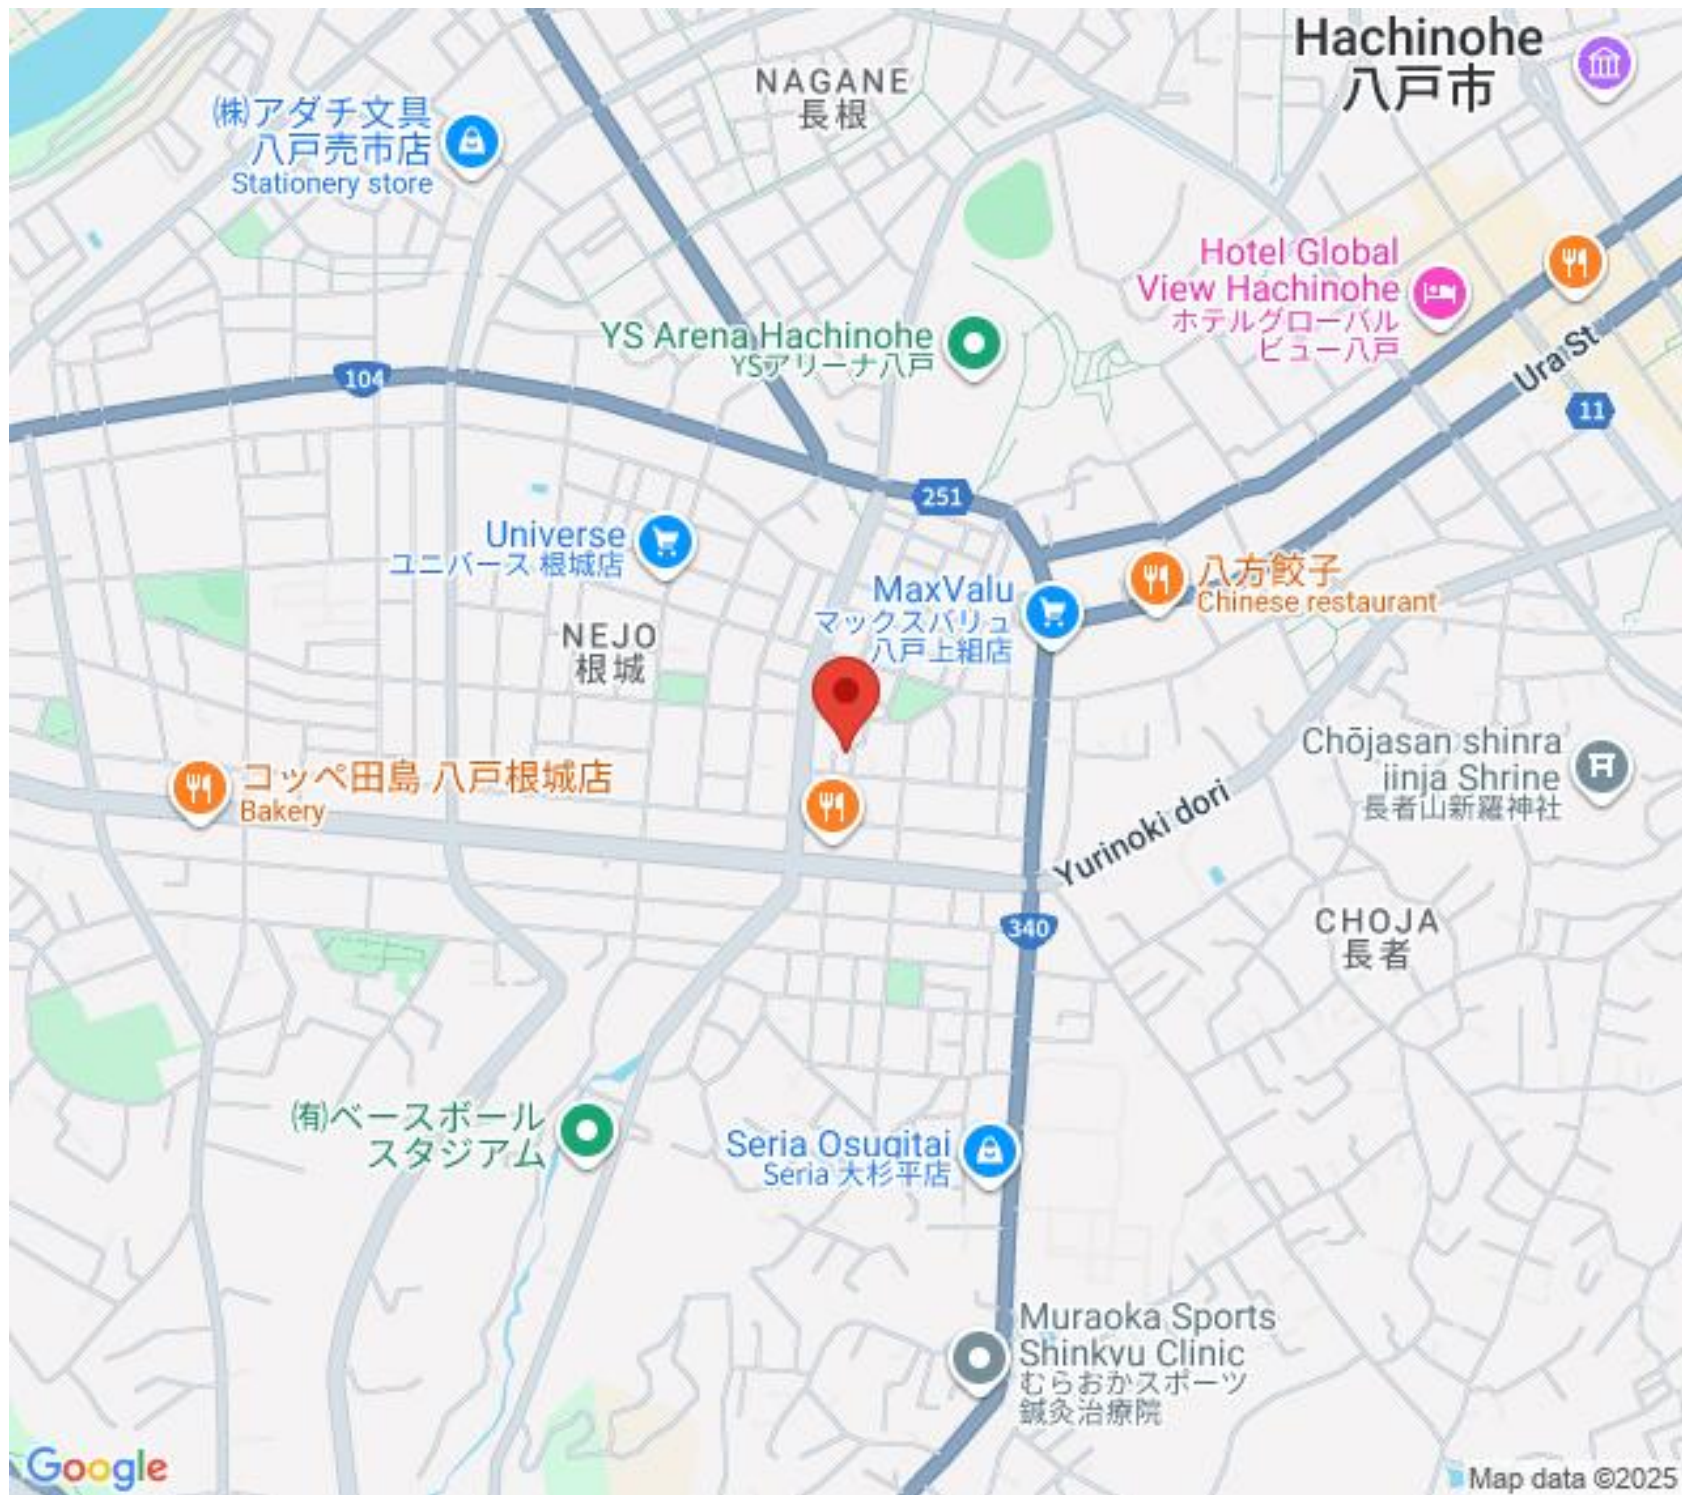 Hachinohe
八戸市
NAGANE
長根
㈱アダチ文具
八戸売市店
Stationery store
Hotel Global
View Hachinohe
ホテルグローバル
ビュー八戸
YS Arena Hachinohe
YSアリーナ八戸
Ura St
104
11
251
Universe
ユニバース 根城店
MaxValu
マックスバリュ
八戸上組店
八方餃子
Chinese restaurant
NEJO
根城
Chōjasan shinra
jinja Shrine
長者山新羅神社
コッペ田島 八戸根城店
Bakery
Yurinoki dori
340
CHOJA
長者
㈲ベースボール
スタジアム
Seria Osugitai
Seria 大杉平店
Muraoka Sports
Shinkyu Clinic
むらおかスポーツ
鍼灸治療院
Google
Map data ©2025